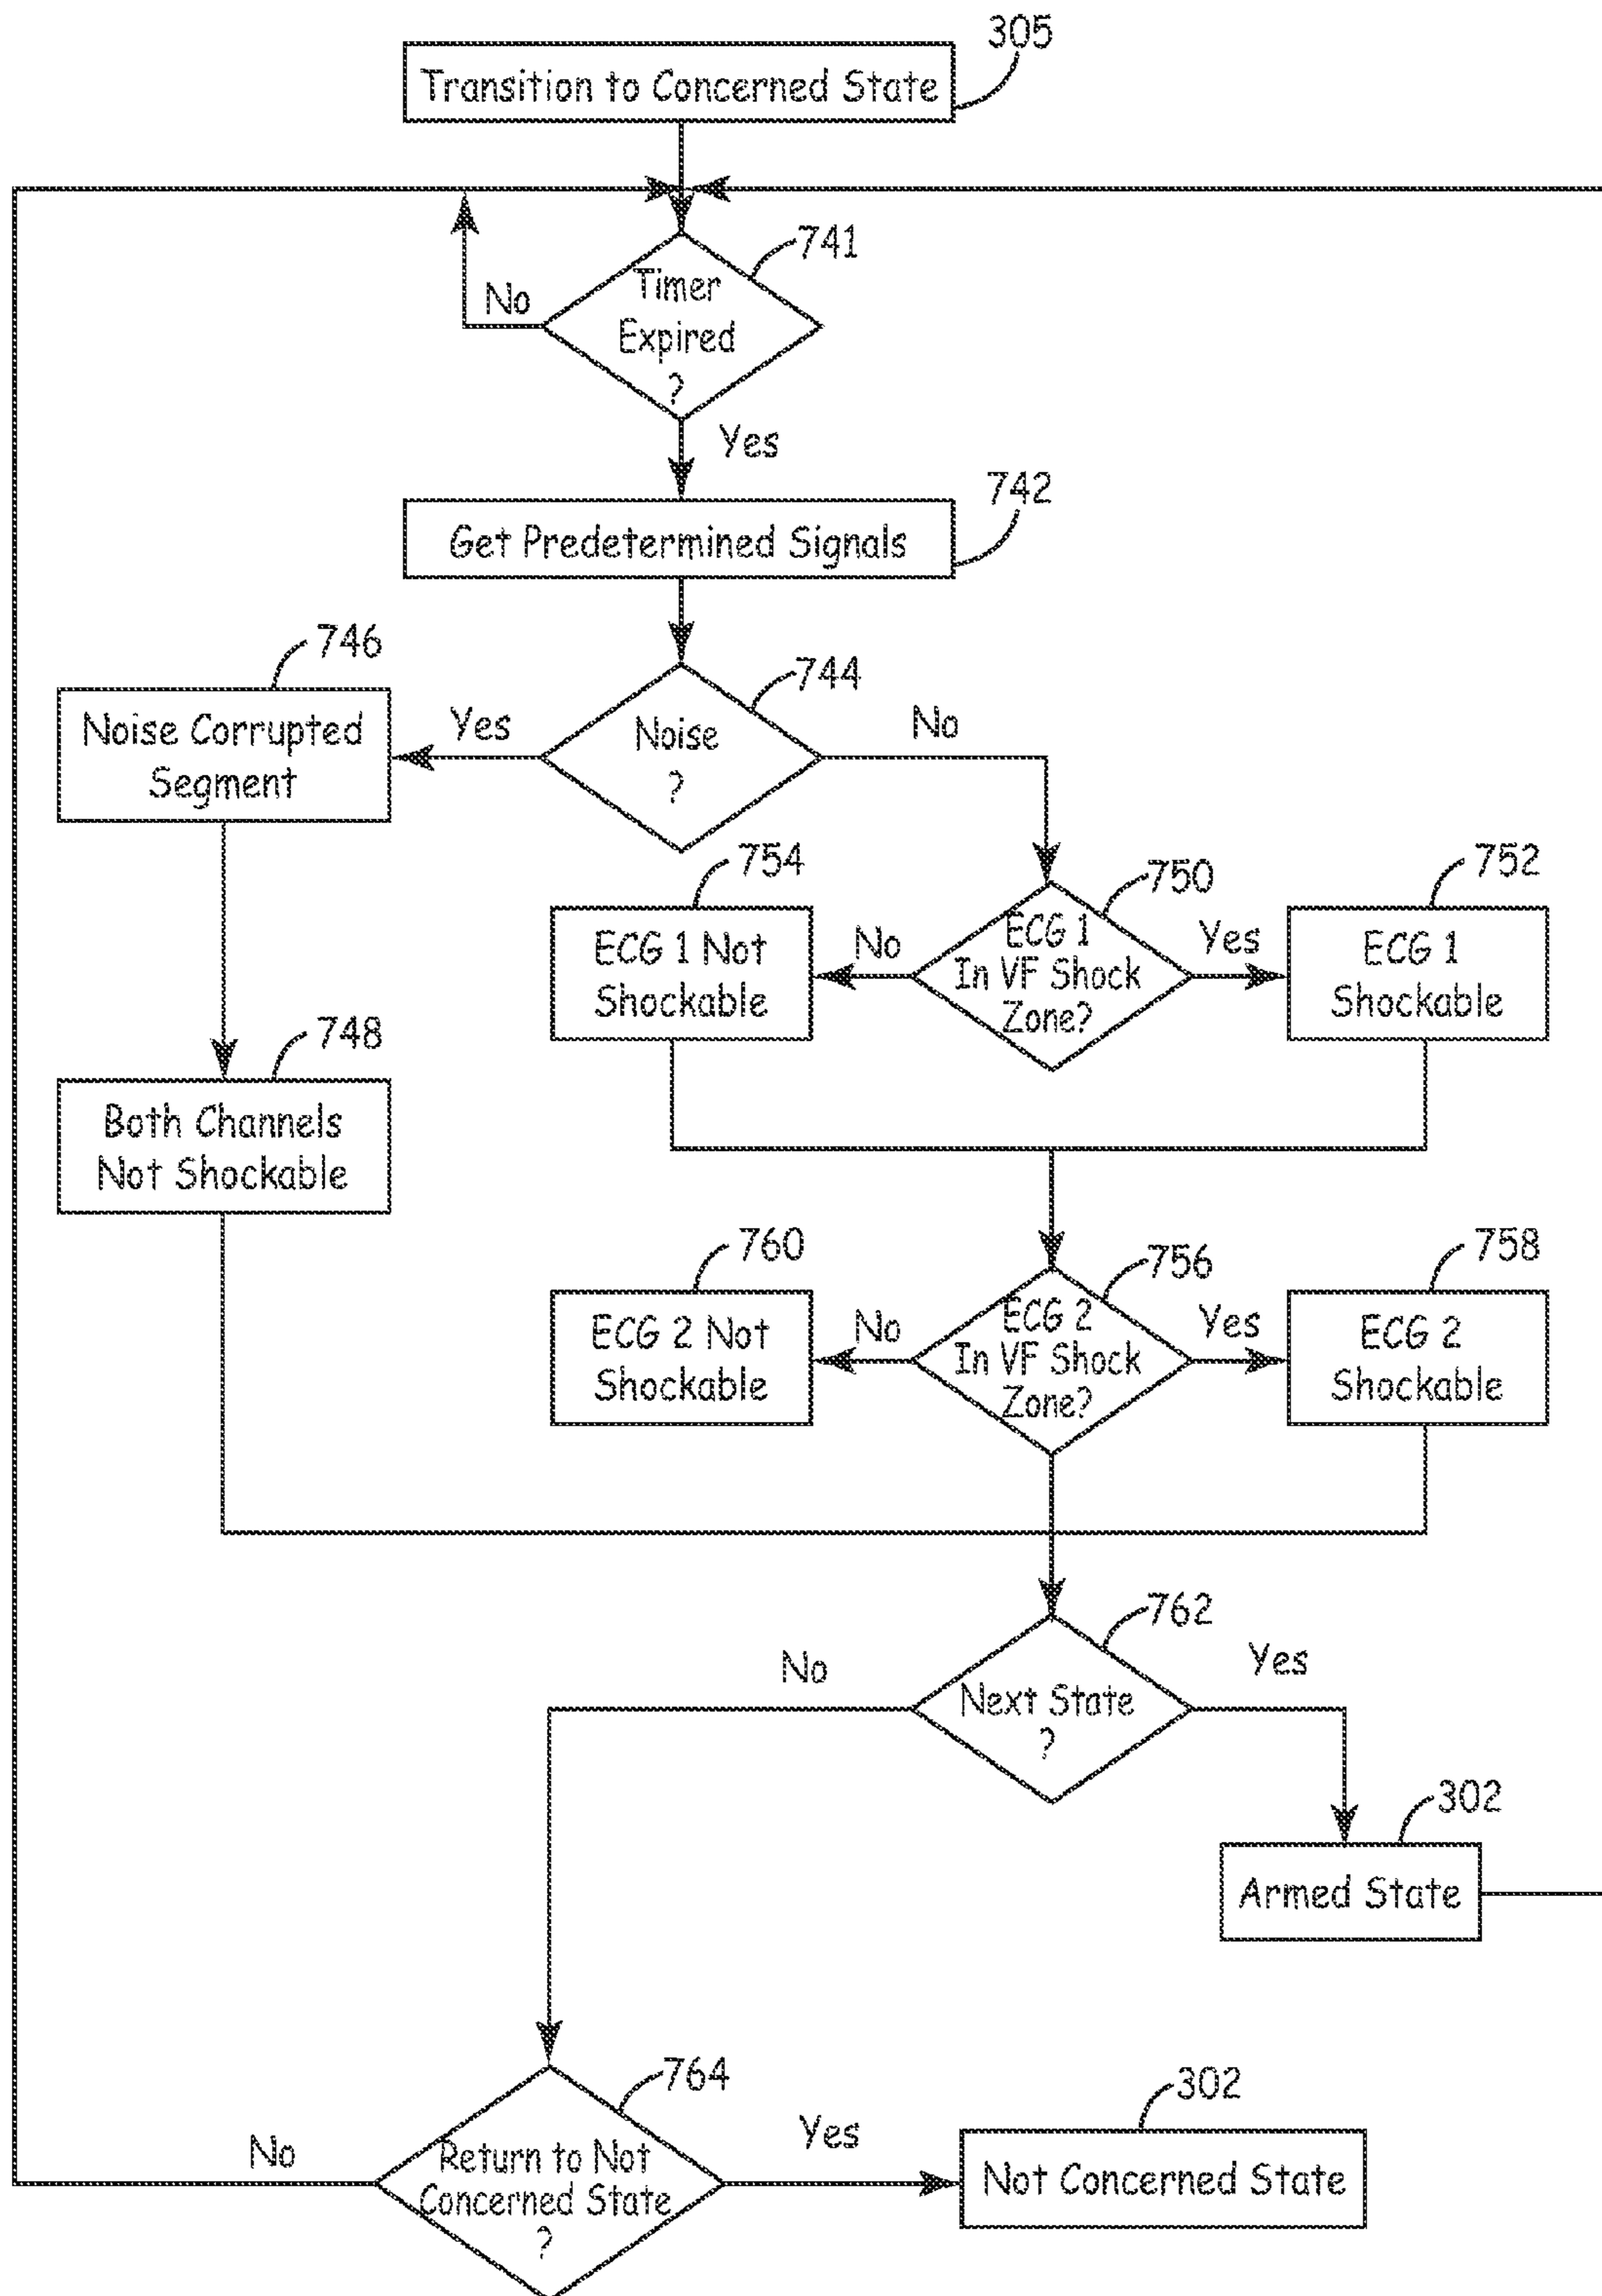 305
Transition to Concerned State
741
Timer
Expired
?
No
Yes
742
Get Predetermined Signals
746
744
Noise Corrupted
Segment
Yes
Noise
?
No
754
750
752
ECG 1 Not
Shockable
No
ECG 1
In VF Shock
Zone?
Yes
ECG 1
Shockable
748
Both Channels
Not Shockable
760
756
758
ECG 2 Not
Shockable
No
ECG 2
In VF Shock
Zone?
Yes
ECG 2
Shockable
762
No
Next State
?
Yes
302
Armed State
764
No
Return to Not
Concerned State
?
Yes
302
Not Concerned State